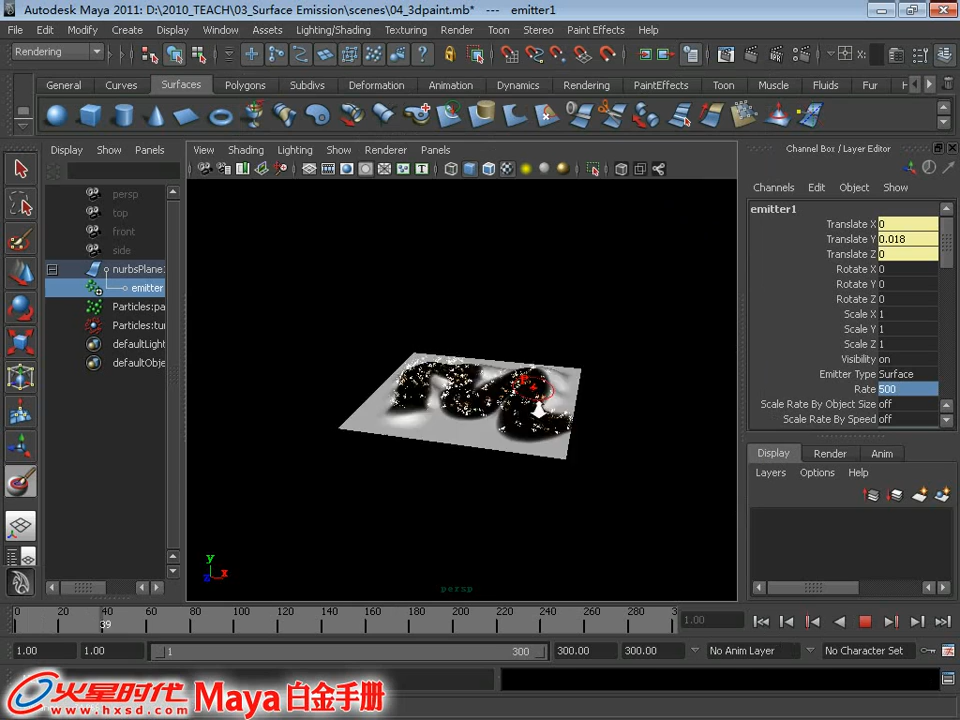 Autodesk Maya 2011: D:\2010_TEACH\03_Surface Emission\scenes\04_3dpaint.mb* --- emitter1
File Edit Modify Create Display Window Assets Lighting/Shading Texturing Render Toon Stereo Paint Effects Help
Rendering
X:
General Curves Surfaces Polygons Subdivs Deformation Animation Dynamics Rendering PaintEffects Toon Muscle Fluids Fur H
Display Show Panels
View Shading Lighting Show Renderer Panels
Channel Box / Layer Editor
Channels Edit Object Show
persp
top
front
side
nurbsPlane
emitter
Particles:pa
Particles:tur
defaultLight
defaultObje
emitter1
Translate X 0
Translate Y 0.018
Translate Z 0
Rotate X 0
Rotate Y 0
Rotate Z 0
Scale X 1
Scale Y 1
Scale Z 1
Visibility on
Emitter Type Surface
Rate 500
Scale Rate By Object Size off
Scale Rate By Speed off
Display Render Anim
Layers Options Help
y
z x
persp
0 20 40 60 80 100 120 140 160 180 200 220 240 260 280 3
39
1.00
1.00 1.00 1 300 300.00 300.00 No Anim Layer No Character Set
火星时代
www.hxsd.com
Maya 白金手册